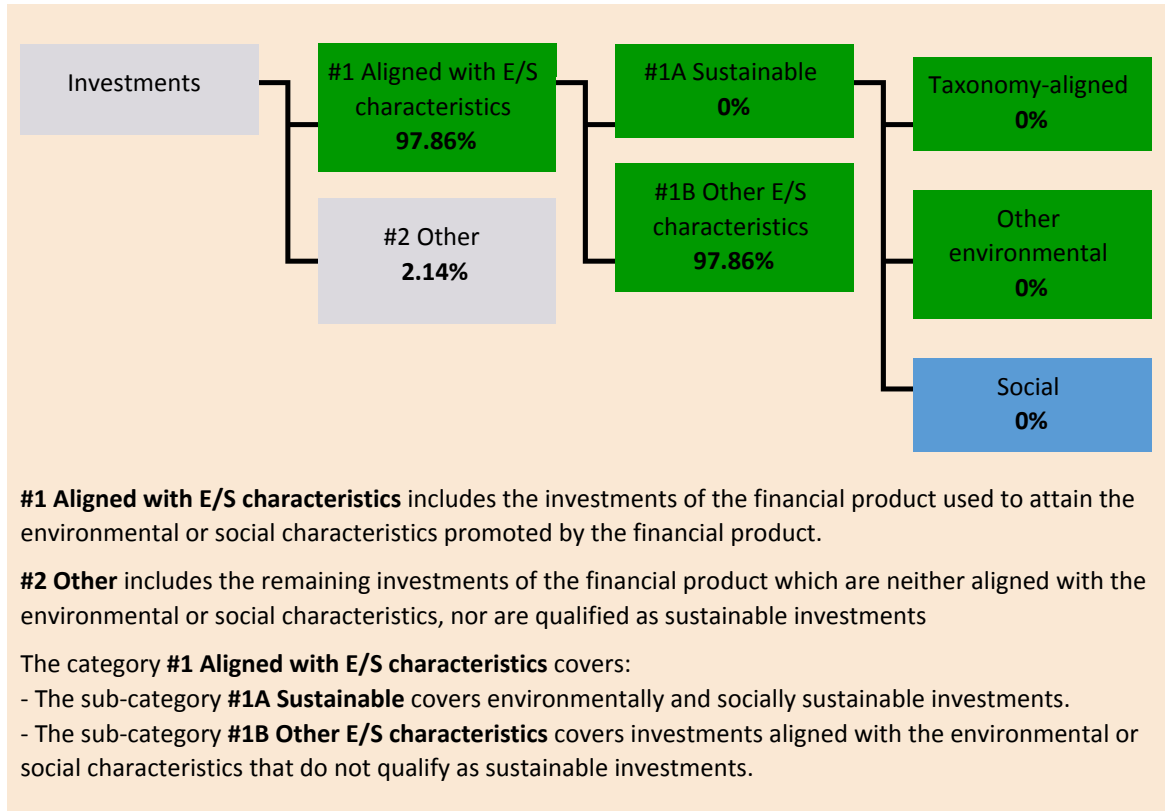 Investments
#1 Aligned with E/S
characteristics
97.86%
#2 Other
2.14%
#1A Sustainable
0%
#1B Other E/S
characteristics
97.86%
Taxonomy-aligned
0%
Other
environmental
0%
Social
0%
#1 Aligned with E/S characteristics includes the investments of the financial product used to attain the
environmental or social characteristics promoted by the financial product.
#2 Other includes the remaining investments of the financial product which are neither aligned with the
environmental or social characteristics, nor are qualified as sustainable investments
The category #1 Aligned with E/S characteristics covers:
- The sub-category #1A Sustainable covers environmentally and socially sustainable investments.
- The sub-category #1B Other E/S characteristics covers investments aligned with the environmental or
social characteristics that do not qualify as sustainable investments.